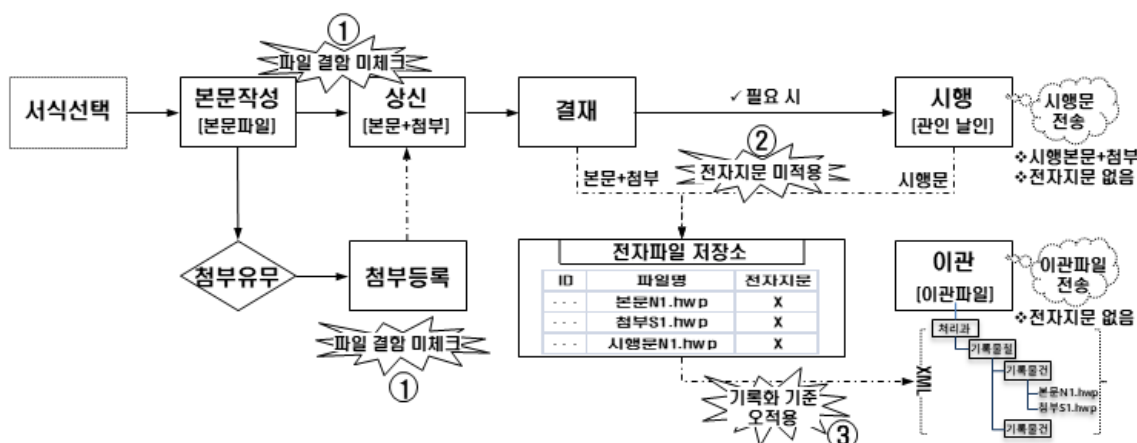 ①
파일 결함 미체크
서식선택
본문작성
[본문파일]
상신
[본문+첨부]
결재
✓ 필요 시
시행
[관인 날인]
시행문
전송
❖시행본문+첨부
❖전자지문 없음
②
전자지문 미적용
본문+첨부
시행문
첨부유무
첨부등록
파일 결함 미체크
①
전자파일 저장소
ID 파일명 전자지문
--- 본문N1.hwp X
--- 첨부S1.hwp X
--- 시행문N1.hwp X
이관
[이관파일]
이관파일
전송
❖전자지문 없음
XML
처리과
기록물철
기록물건
본문N1.hwp
첨부S1.hwp
기록물건
기록화 기준
오적용
③